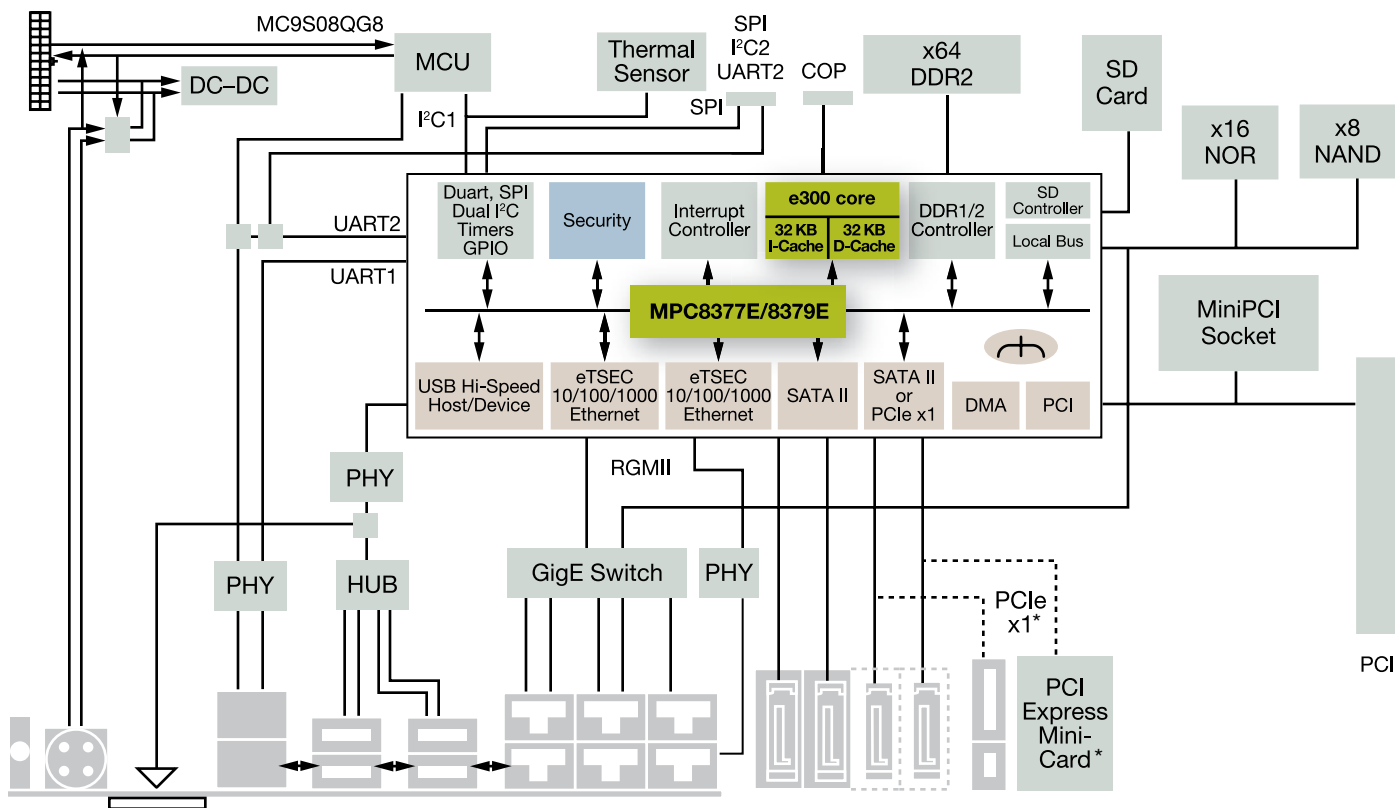 MC9S08QG8
MCU
DC–DC
I²C1
Thermal
Sensor
SPI
I²C2
UART2
SPI
COP
x64
DDR2
SD
Card
x16
NOR
x8
NAND
UART2
UART1
Duart, SPI
Dual I²C
Timers
GPIO
Security
Interrupt
Controller
e300 core
32 KB
I-Cache
32 KB
D-Cache
DDR1/2
Controller
SD
Controller
Local Bus
MPC8377E/8379E
MiniPCI
Socket
USB Hi-Speed
Host/Device
eTSEC
10/100/1000
Ethernet
eTSEC
10/100/1000
Ethernet
SATA II
SATA II
or
PCIe x1
DMA
PCI
RGMII
PHY
PHY
HUB
GigE Switch
PHY
PCIe
x1*
PCI
PCI
Express
Mini-
Card*